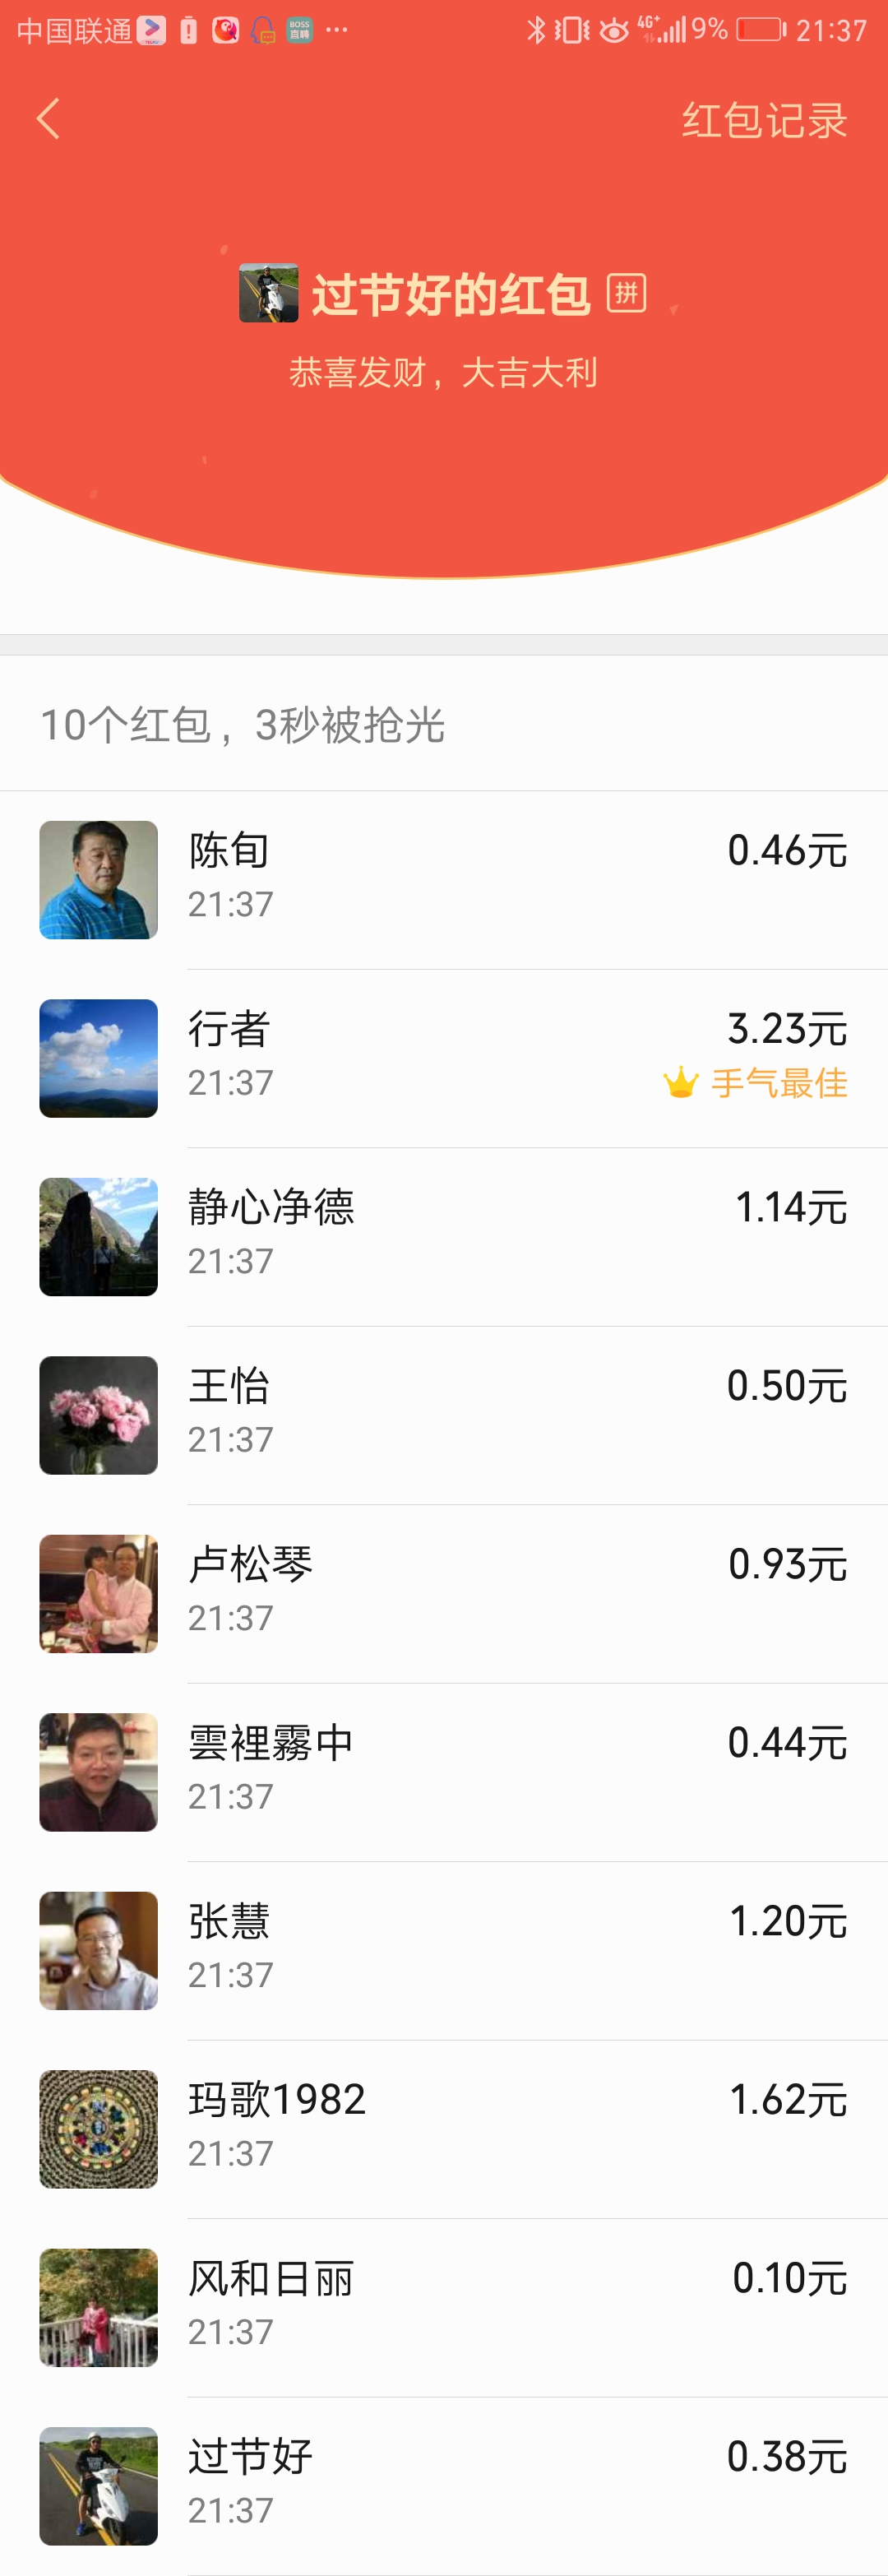 中国联通 BOSS直聘 ··· 4G+ 9% 21:37
红包记录
过节好的红包 拼
恭喜发财，大吉大利
10个红包，3秒被抢光
陈旬 0.46元
21:37
行者 3.23元
21:37 手气最佳
静心净德 1.14元
21:37
王怡 0.50元
21:37
卢松琴 0.93元
21:37
雲裡霧中 0.44元
21:37
张慧 1.20元
21:37
玛歌1982 1.62元
21:37
风和日丽 0.10元
21:37
过节好 0.38元
21:37